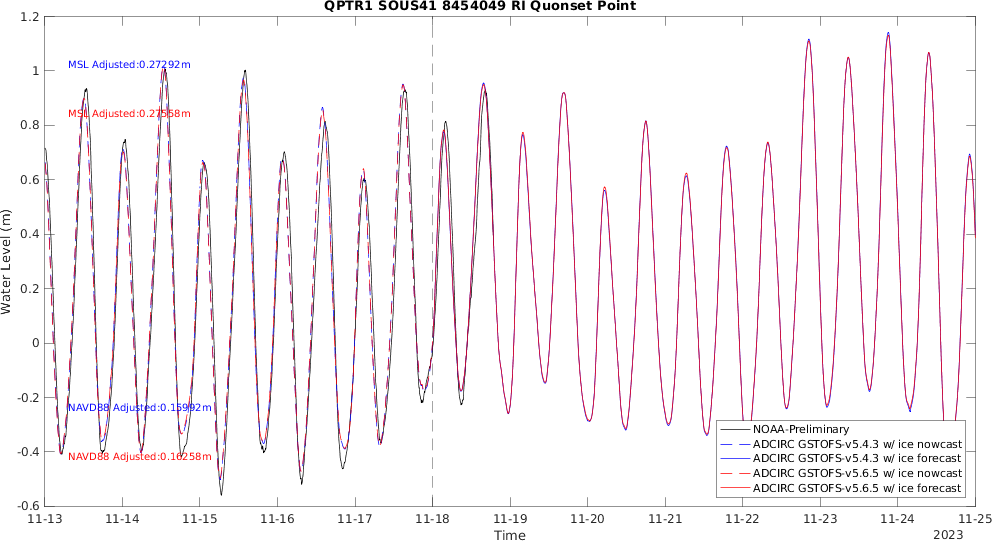 QPTR1 SOUS41 8454049 RI Quonset Point
1.2
1
0.8
0.6
0.4
0.2
0
-0.2
-0.4
-0.6
Water Level (m)
MSL Adjusted:0.27292m
MSL Adjusted:0.27558m
NAVD88 Adjusted:0.15992m
NAVD88 Adjusted:0.16258m
NOAA-Preliminary
ADCIRC GSTOFS-v5.4.3 w/ ice nowcast
ADCIRC GSTOFS-v5.4.3 w/ ice forecast
ADCIRC GSTOFS-v5.6.5 w/ ice nowcast
ADCIRC GSTOFS-v5.6.5 w/ ice forecast
11-13 11-14 11-15 11-16 11-17 11-18 11-19 11-20 11-21 11-22 11-23 11-24 11-25
Time
2023